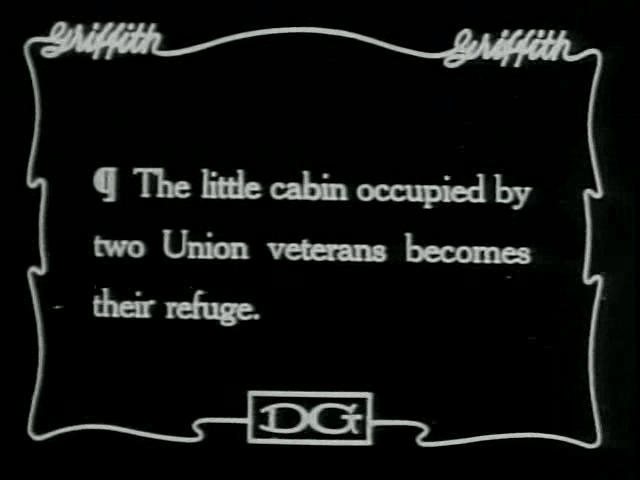 Griffith Griffith
¶ The little cabin occupied by
two Union veterans becomes
their refuge.
DG